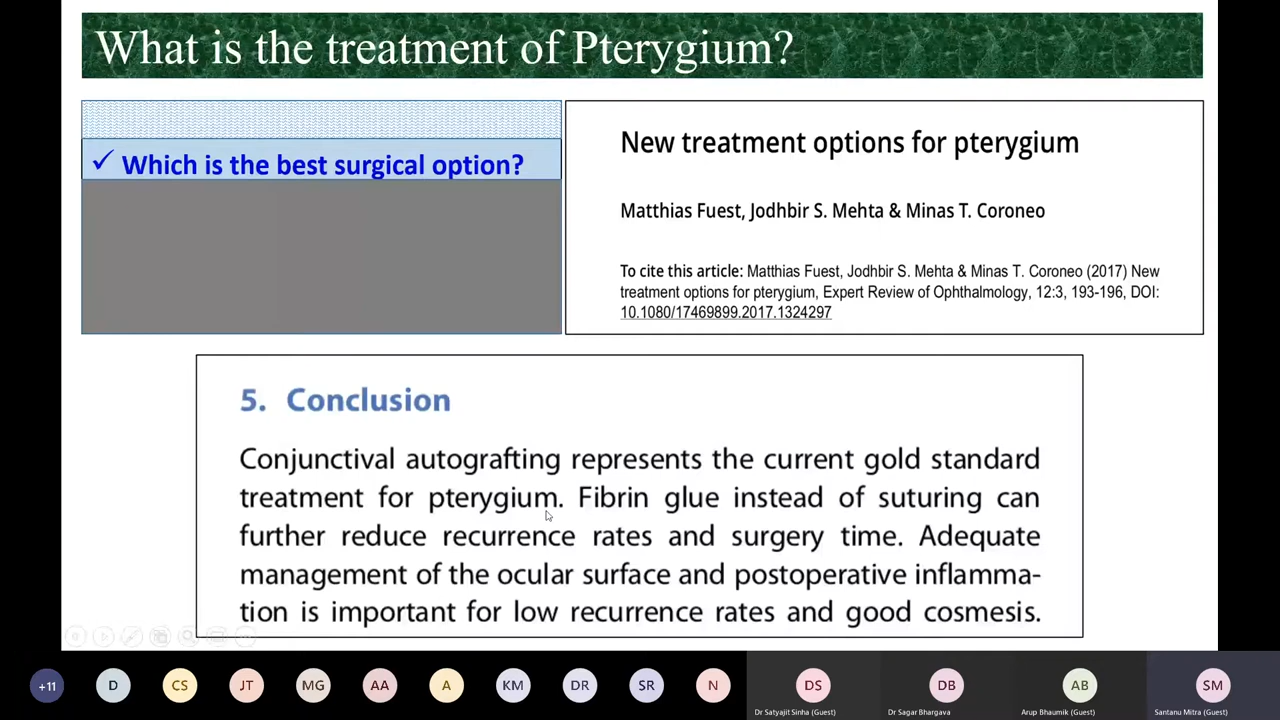 What is the treatment of Pterygium?
✓ Which is the best surgical option?
New treatment options for pterygium
Matthias Fuest, Jodhbir S. Mehta & Minas T. Coroneo
To cite this article: Matthias Fuest, Jodhbir S. Mehta & Minas T. Coroneo (2017) New
treatment options for pterygium, Expert Review of Ophthalmology, 12:3, 193-196, DOI:
10.1080/17469899.2017.1324297
5. Conclusion
Conjunctival autografting represents the current gold standard
treatment for pterygium. Fibrin glue instead of suturing can
further reduce recurrence rates and surgery time. Adequate
management of the ocular surface and postoperative inflamma-
tion is important for low recurrence rates and good cosmesis.
+11 D CS JT MG AA A KM DR SR N DS DB AB SM
Dr Satyajit Sinha (Guest) Dr Sagar Bhargava Arup Bhaumik (Guest) Santanu Mitra (Guest)